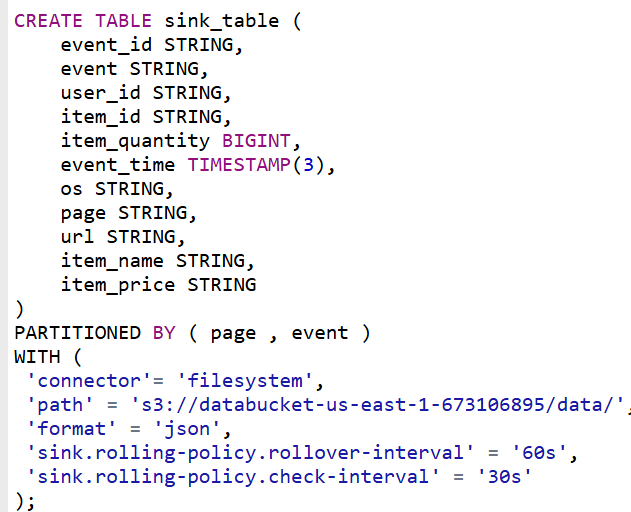 CREATE TABLE sink_table (
    event_id STRING,
    event STRING,
    user_id STRING,
    item_id STRING,
    item_quantity BIGINT,
    event_time TIMESTAMP(3),
    os STRING,
    page STRING,
    url STRING,
    item_name STRING,
    item_price STRING
)
PARTITIONED BY ( page , event )
WITH (
 'connector'= 'filesystem',
 'path' = 's3://databucket-us-east-1-673106895/data/',
 'format' = 'json',
 'sink.rolling-policy.rollover-interval' = '60s',
 'sink.rolling-policy.check-interval' = '30s'
);